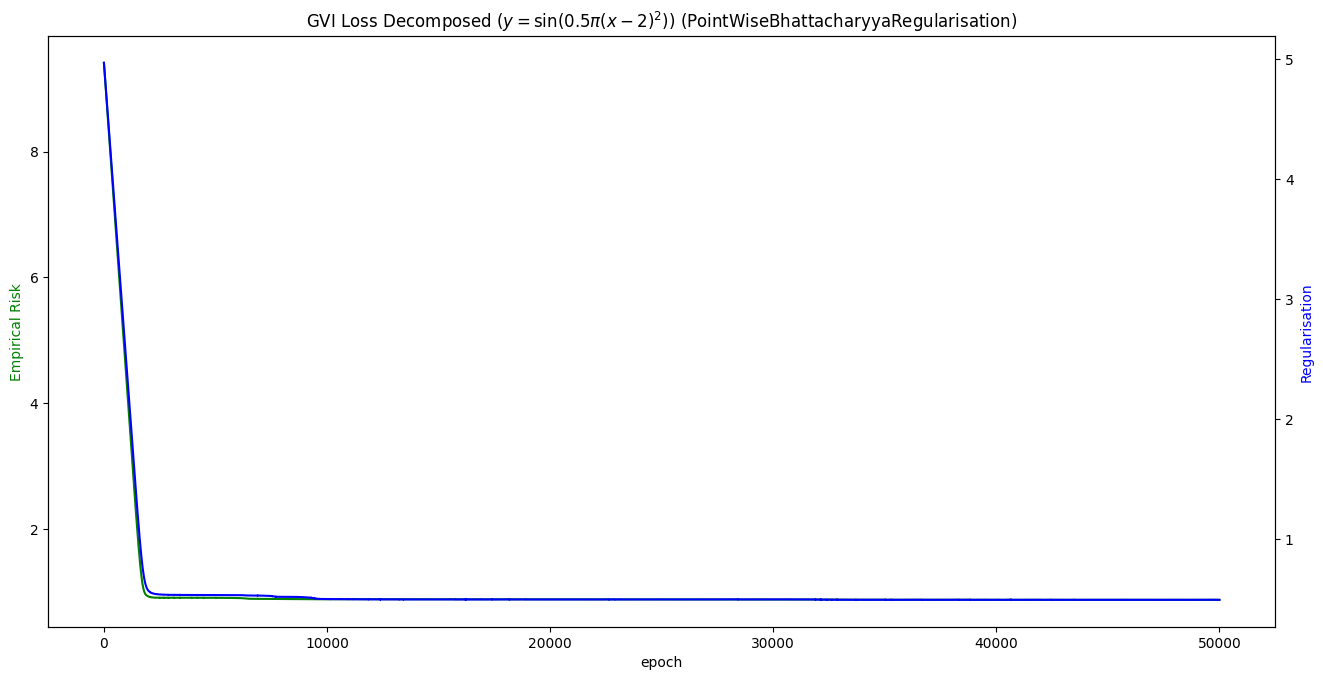 GVI Loss Decomposed ($y = \sin(0.5\pi(x-2)^2)$) (PointWiseBhattacharyyaRegularisation)
8
6
4
2
Empirical Risk
5
4
3
2
1
Regularisation
0 10000 20000 30000 40000 50000
epoch